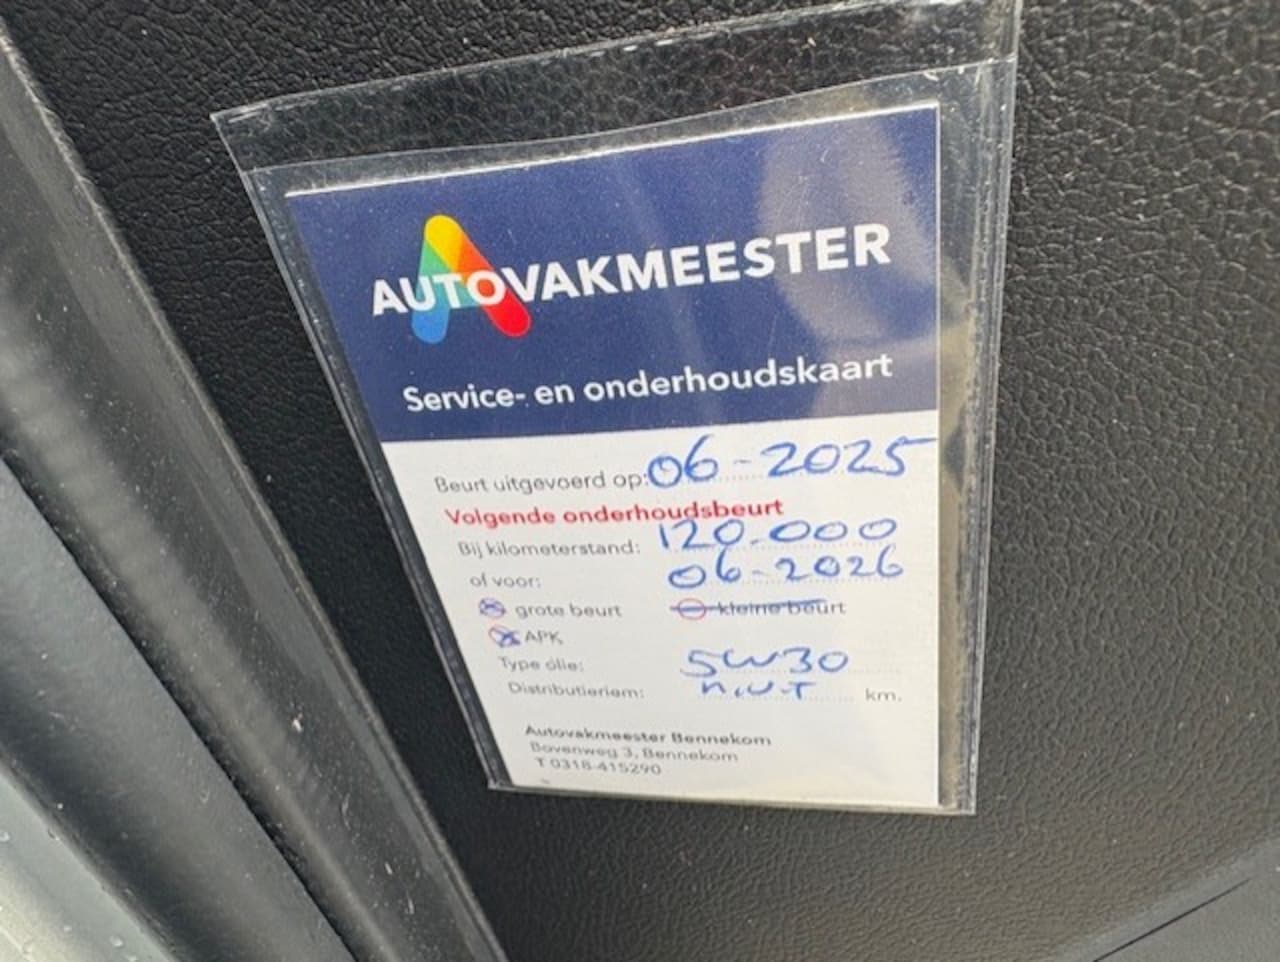 AUTOVAKMEESTER
Service- en onderhoudskaart
Beurt uitgevoerd op: 06-2025
Volgende onderhoudsbeurt
Bij kilometerstand: 120.000
of voor: 06-2026
grote beurt kleine beurt
APK
Type olie: 5W30
Distributieriem: n.v.t km.
Autovakmeester Bennekom
Bovenweg 3, Bennekom
T 0318-415290